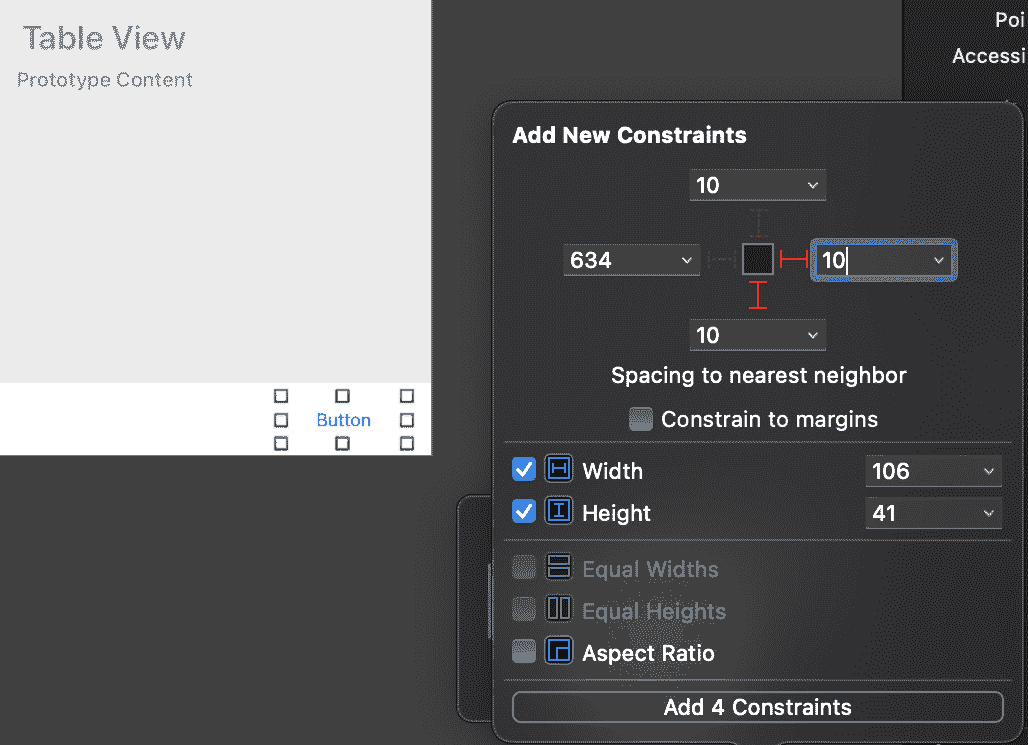 Table View
Prototype Content
Poi
Accessi
Add New Constraints
10
634
10
10
Spacing to nearest neighbor
Constrain to margins
Button
Width 106
Height 41
Equal Widths
Equal Heights
Aspect Ratio
Add 4 Constraints